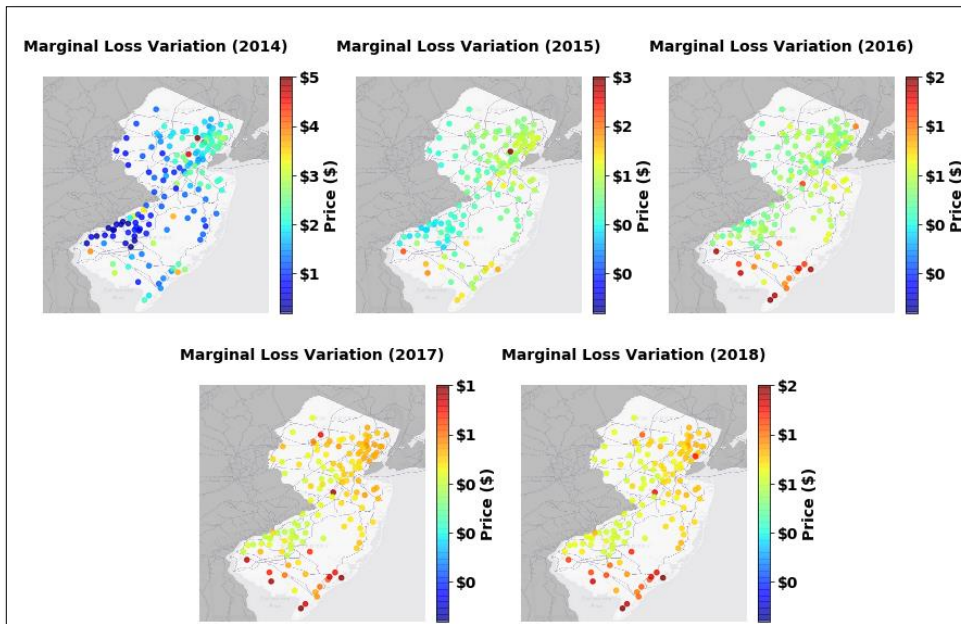 Marginal Loss Variation (2014)
$5
$4
$3
$2
$1
Price ($)
Marginal Loss Variation (2015)
$3
$2
$1
$0
$0
Price ($)
Marginal Loss Variation (2016)
$2
$1
$1
$0
$0
Price ($)
Marginal Loss Variation (2017)
$1
$1
$0
$0
$0
Price ($)
Marginal Loss Variation (2018)
$2
$1
$1
$0
$0
Price ($)